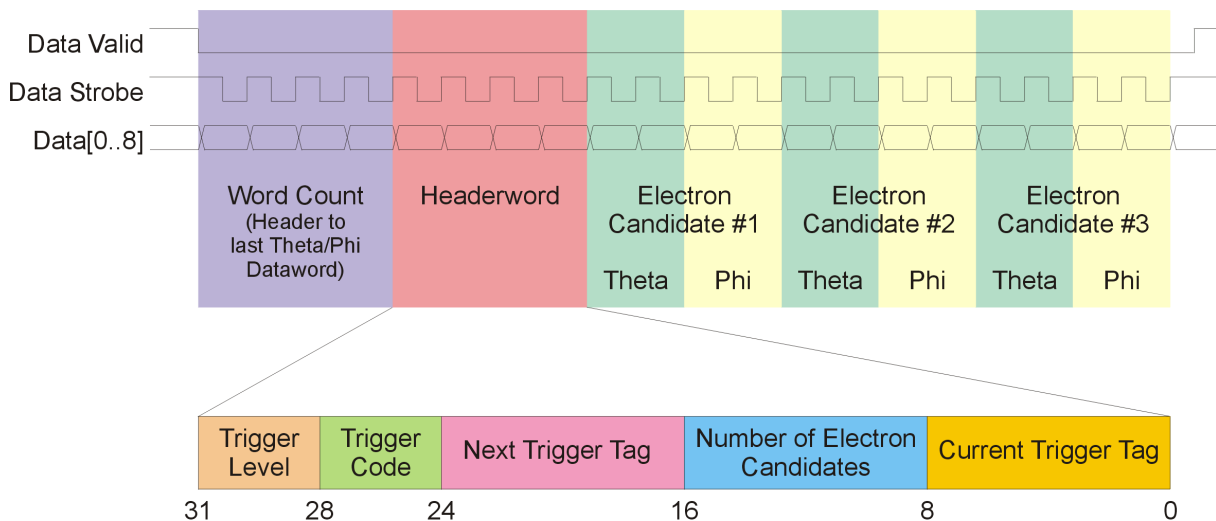 Data Valid
Data Strobe
Data[0..8]
Word Count
(Header to
last Theta/Phi
Dataword)
Headerword
Electron
Candidate #1
Theta
Phi
Electron
Candidate #2
Theta
Phi
Electron
Candidate #3
Theta
Phi
Trigger
Level
Trigger
Code
Next Trigger Tag
Number of Electron
Candidates
Current Trigger Tag
31
28
24
16
8
0